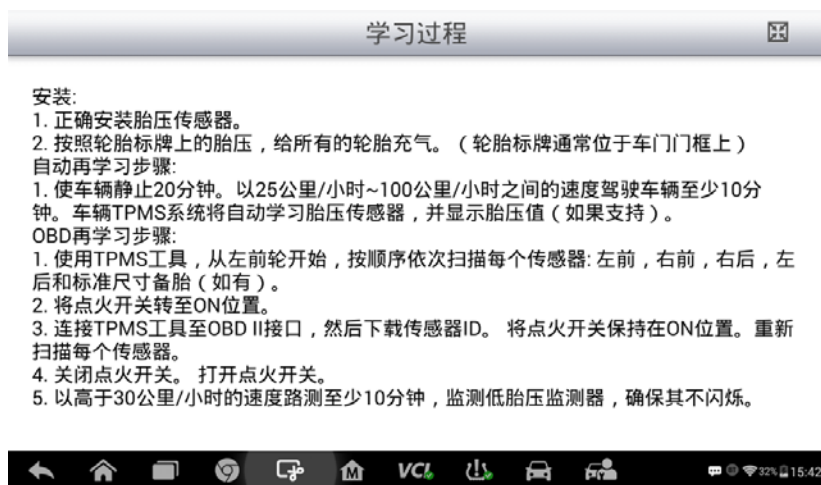 学习过程
安装:
1. 正确安装胎压传感器。
2. 按照轮胎标牌上的胎压，给所有的轮胎充气。（轮胎标牌通常位于车门门框上）
自动再学习步骤:
1. 使车辆静止20分钟。以25公里/小时~100公里/小时之间的速度驾驶车辆至少10分
钟。车辆TPMS系统将自动学习胎压传感器，并显示胎压值（如果支持）。
OBD再学习步骤:
1. 使用TPMS工具，从左前轮开始，按顺序依次扫描每个传感器: 左前，右前，右后，左
后和标准尺寸备胎（如有）。
2. 将点火开关转至ON位置。
3. 连接TPMS工具至OBD II接口，然后下载传感器ID。 将点火开关保持在ON位置。重新
扫描每个传感器。
4. 关闭点火开关。 打开点火开关。
5. 以高于30公里/小时的速度路测至少10分钟，监测低胎压监测器，确保其不闪烁。
M VCI 32% 15:42